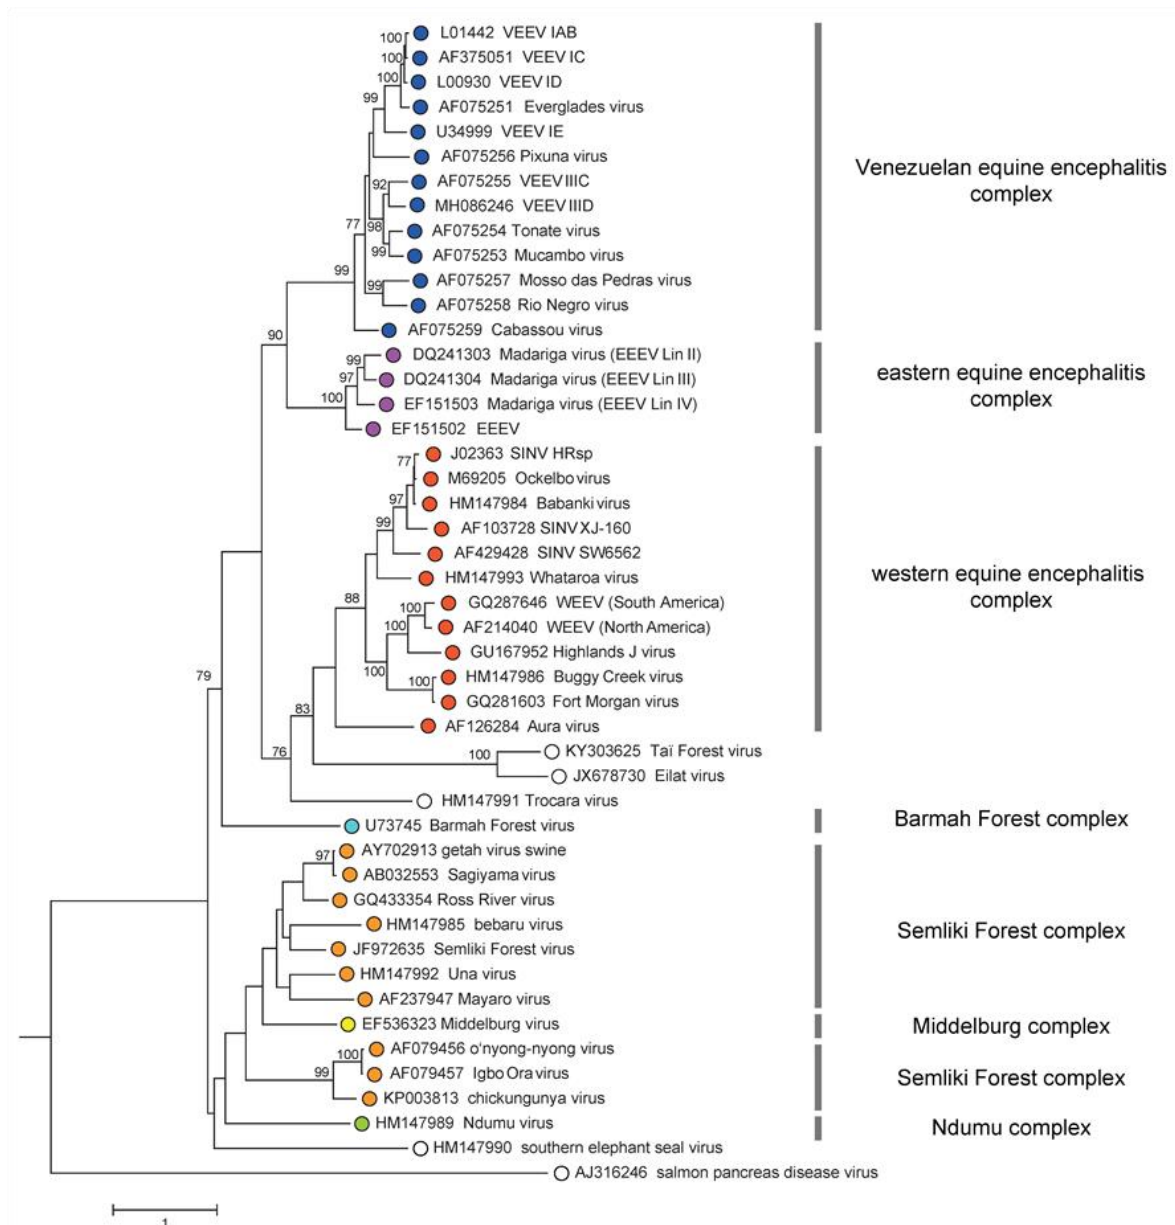 L01442 VEEV IAB
100
AF375051 VEEV IC
100
L00930 VEEV ID
100
AF075251 Everglades virus
99
U34999 VEEV IE
AF075256 Pixuna virus
Venezuelan equine encephalitis
complex
AF075255 VEEV IIIC
92
MH086246 VEEV IIID
98
AF075254 Tonate virus
77
AF075253 Mucambo virus
99
99
AF075257 Mosso das Pedras virus
99
AF075258 Rio Negro virus
AF075259 Cabassou virus
90
DQ241303 Madariga virus (EEEV Lin II)
99
DQ241304 Madariga virus (EEEV Lin III)
97
eastern equine encephalitis
complex
EF151503 Madariga virus (EEEV Lin IV)
100
EF151502 EEEV
J02363 SINV HRsp
77
M69205 Ockelbo virus
97
HM147984 Babanki virus
AF103728 SINV XJ-160
99
AF429428 SINV SW6562
HM147993 Whataroa virus
western equine encephalitis
complex
88
GQ287646 WEEV (South America)
100
AF214040 WEEV (North America)
100
GU167952 Highlands J virus
100
HM147986 Buggy Creek virus
100
GQ281603 Fort Morgan virus
79
83
AF126284 Aura virus
76
KY303625 Taï Forest virus
100
JX678730 Eilat virus
HM147991 Trocara virus
U73745 Barmah Forest virus
Barmah Forest complex
AY702913 getah virus swine
97
AB032553 Sagiyama virus
GQ433354 Ross River virus
HM147985 bebaru virus
Semliki Forest complex
JF972635 Semliki Forest virus
HM147992 Una virus
AF237947 Mayaro virus
EF536323 Middelburg virus
Middelburg complex
AF079456 o'nyong-nyong virus
100
AF079457 Igbo Ora virus
99
Semliki Forest complex
KP003813 chickungunya virus
HM147989 Ndumu virus
Ndumu complex
HM147990 southern elephant seal virus
AJ316246 salmon pancreas disease virus
1